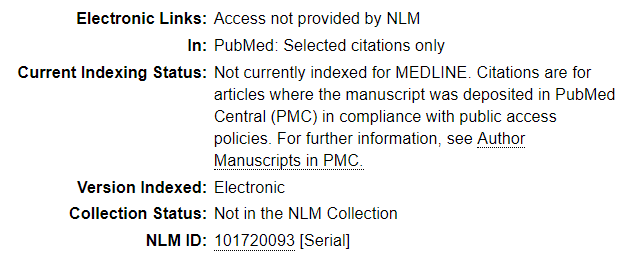 Electronic Links: Access not provided by NLM
In: PubMed: Selected citations only
Current Indexing Status: Not currently indexed for MEDLINE. Citations are for
articles where the manuscript was deposited in PubMed
Central (PMC) in compliance with public access
policies. For further information, see Author
Manuscripts in PMC.
Version Indexed: Electronic
Collection Status: Not in the NLM Collection
NLM ID: 101720093 [Serial]